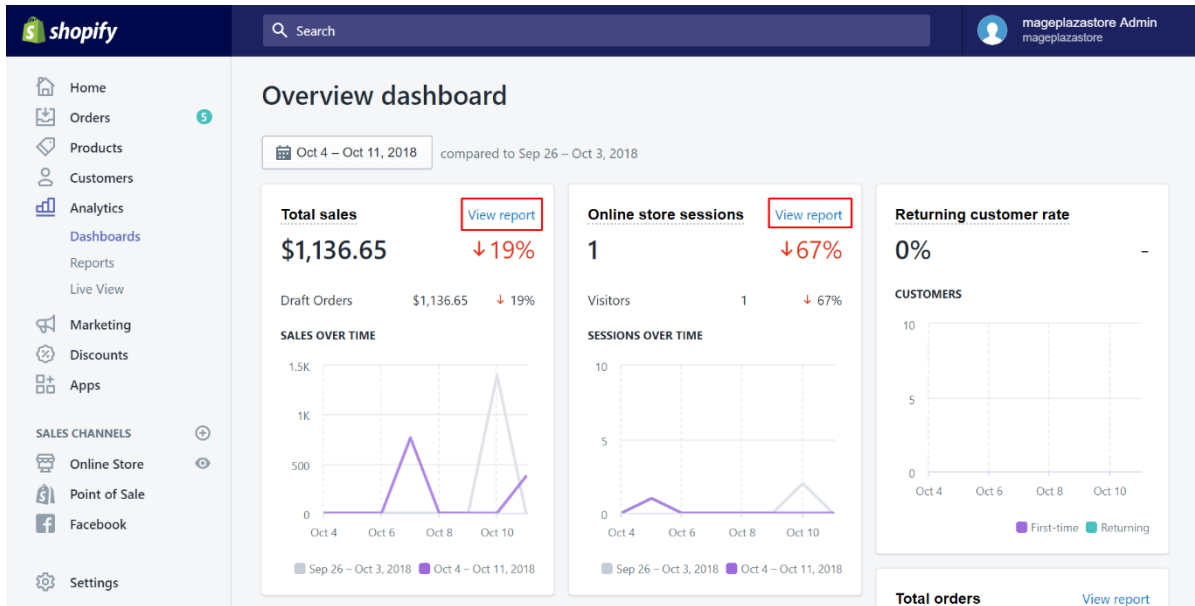 shopify
Search
mageplazastore Admin
mageplazastore
Home
Orders 5
Products
Customers
Analytics
Dashboards
Reports
Live View
Marketing
Discounts
Apps
SALES CHANNELS
Online Store
Point of Sale
Facebook
Settings
Overview dashboard
Oct 4 – Oct 11, 2018 compared to Sep 26 – Oct 3, 2018
Total sales View report
$1,136.65 ↓19%
Draft Orders $1,136.65 ↓ 19%
SALES OVER TIME
1.5K
1K
500
0
Oct 4 Oct 6 Oct 8 Oct 10
Sep 26 – Oct 3, 2018 Oct 4 – Oct 11, 2018
Online store sessions View report
1 ↓67%
Visitors 1 ↓ 67%
SESSIONS OVER TIME
10
5
0
Oct 4 Oct 6 Oct 8 Oct 10
Sep 26 – Oct 3, 2018 Oct 4 – Oct 11, 2018
Returning customer rate
0% -
CUSTOMERS
10
5
0
Oct 4 Oct 6 Oct 8 Oct 10
First-time Returning
Total orders View report